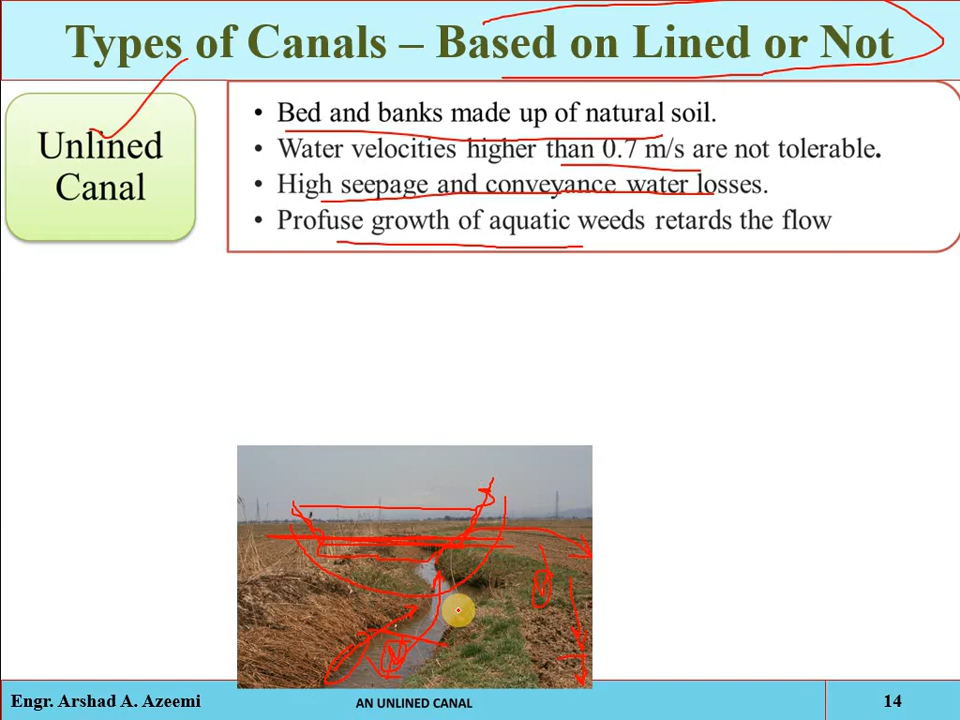 Types of Canals – Based on Lined or Not
Unlined
Canal
• Bed and banks made up of natural soil.
• Water velocities higher than 0.7 m/s are not tolerable.
• High seepage and conveyance water losses.
• Profuse growth of aquatic weeds retards the flow
Engr. Arshad A. Azeemi
AN UNLINED CANAL
14